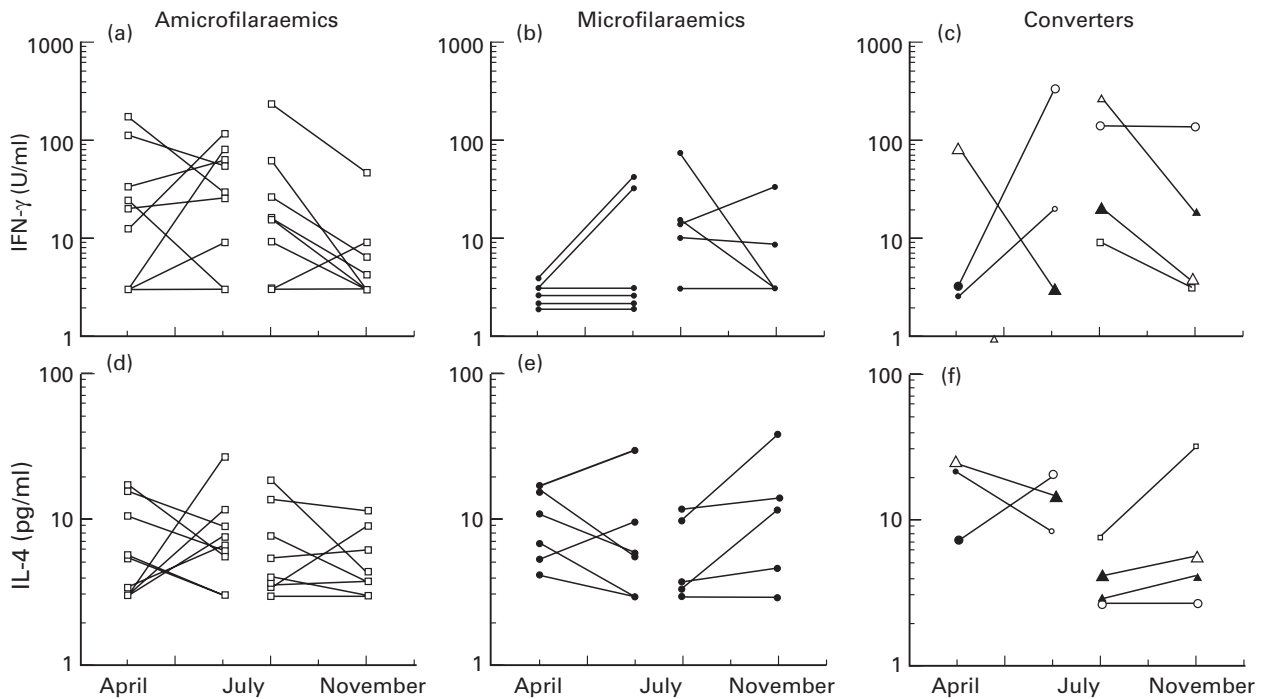 Amicrofilaraemics Microfilaraemics Converters
(a) (b) (c)
1000 1000 1000
100 100 100
10 10 10
1 1 1
IFN-γ (U/ml)
(d) (e) (f)
100 100 100
10 10 10
1 1 1
IL-4 (pg/ml)
April July November April July November April July November